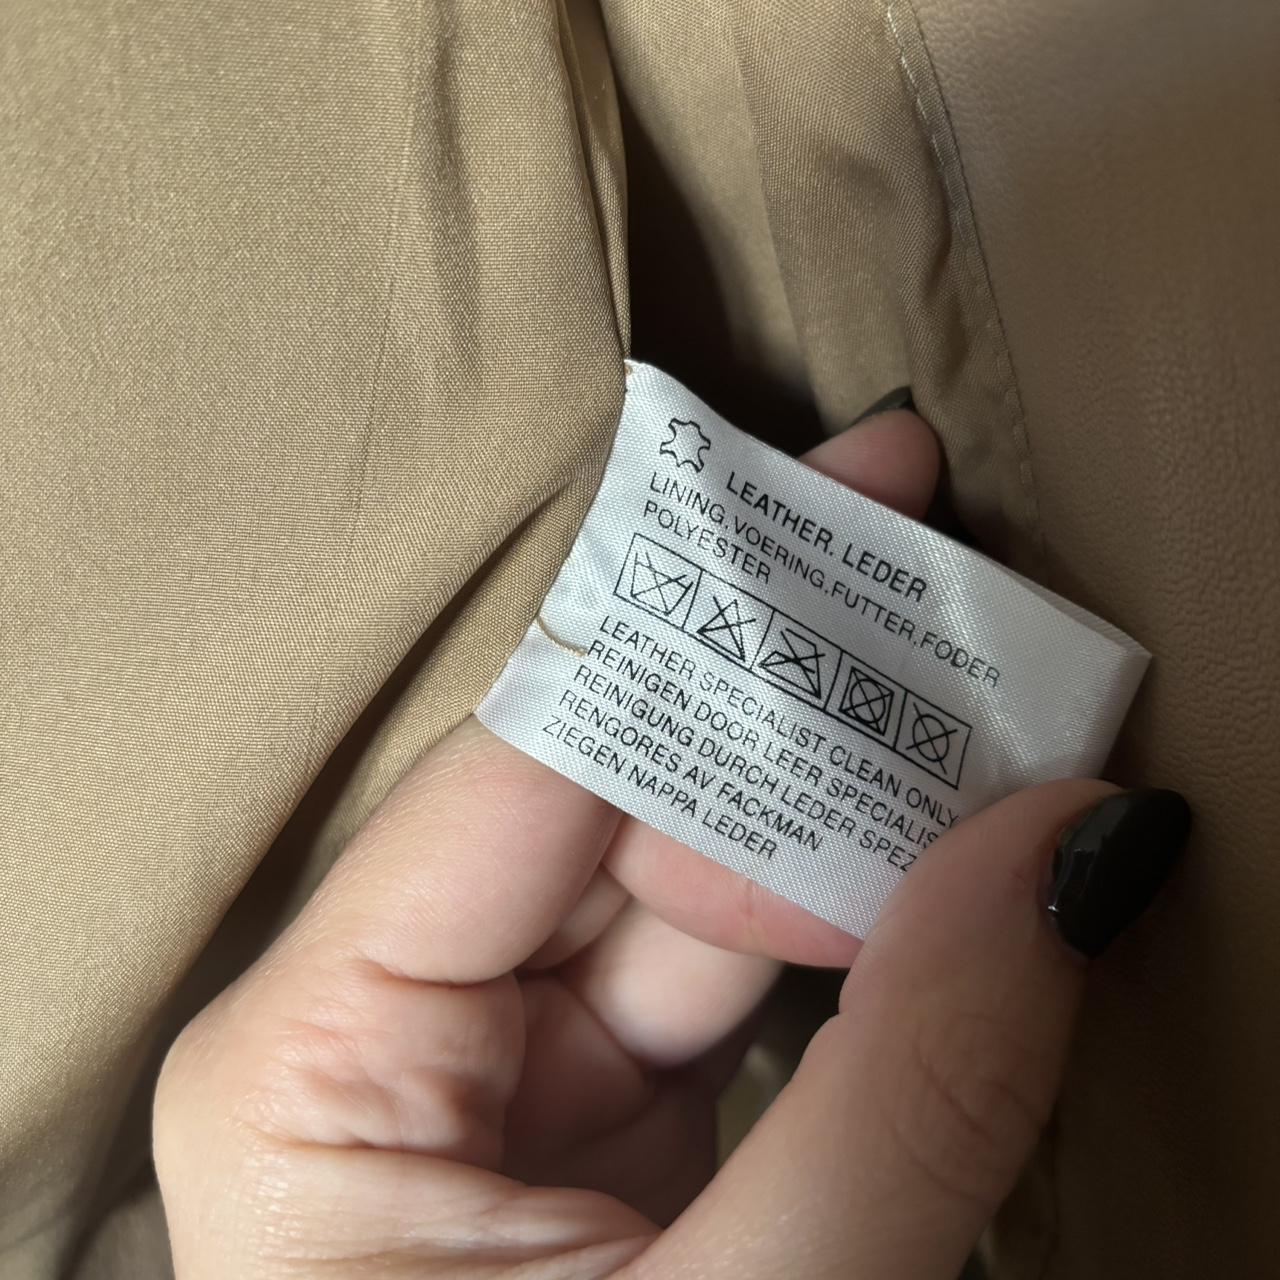 LEATHER. LEDER
LINING.VOERING.FUTTER.FODER
POLYESTER
LEATHER SPECIALIST CLEAN ONLY
REINIGEN DOOR LEER SPECIALIS
REINIGUNG DURCH LEDER SPEZ
RENGORES AV FACKMAN
ZIEGEN NAPPA LEDER